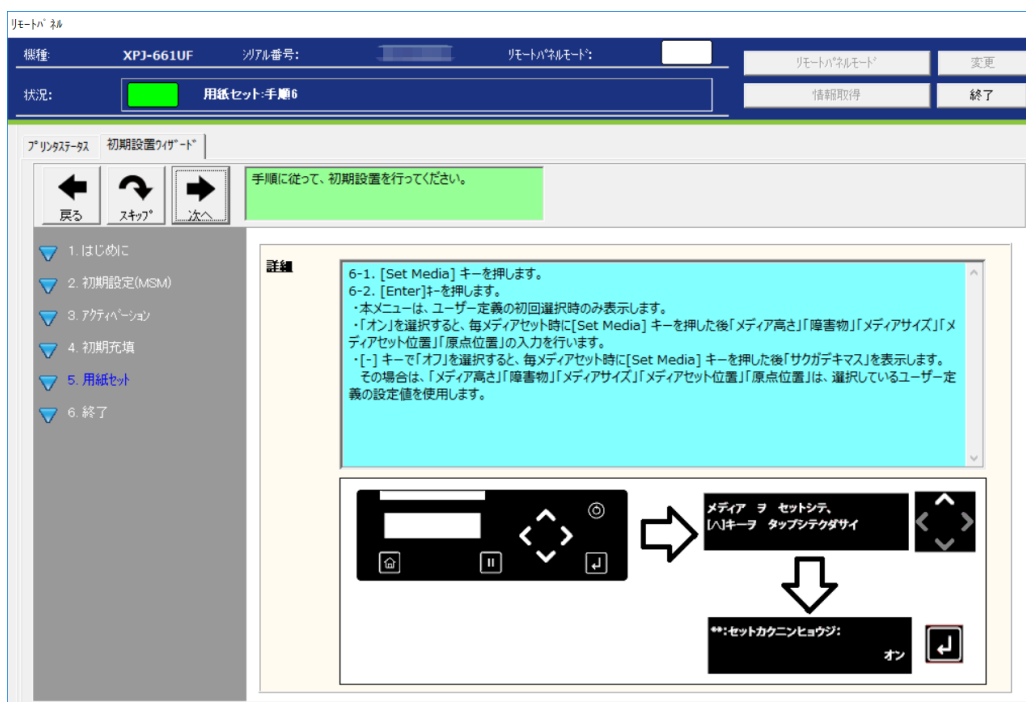 リモートパネル
機種: XPJ-661UF シリアル番号: リモートパネルモード: リモートパネルモード 変更
状況: 用紙セット:手順6 情報取得 終了
プリンタステータス 初期設置ウィザード
戻る スキップ 次へ
手順に従って、初期設置を行ってください。
1. はじめに
2. 初期設定(MSM)
3. アクティベーション
4. 初期充填
5. 用紙セット
6. 終了
詳細
6-1. [Set Media] キーを押します。
6-2. [Enter]キーを押します。
・本メニューは、ユーザー定義の初回選択時のみ表示します。
・「オン」を選択すると、毎メディアセット時に[Set Media] キーを押した後「メディア高さ」「障害物」「メディアサイズ」「メ
ディアセット位置」「原点位置」の入力を行います。
・[-] キーで「オフ」を選択すると、毎メディアセット時に[Set Media] キーを押した後「サクガデキマス」を表示します。
その場合は、「メディア高さ」「障害物」「メディアサイズ」「メディアセット位置」「原点位置」は、選択しているユーザー定
義の設定値を使用します。
メディア ヲ セットシテ、
[∧]キーヲ タップシテクダサイ
**:セットカクニンヒョウジ:
オン